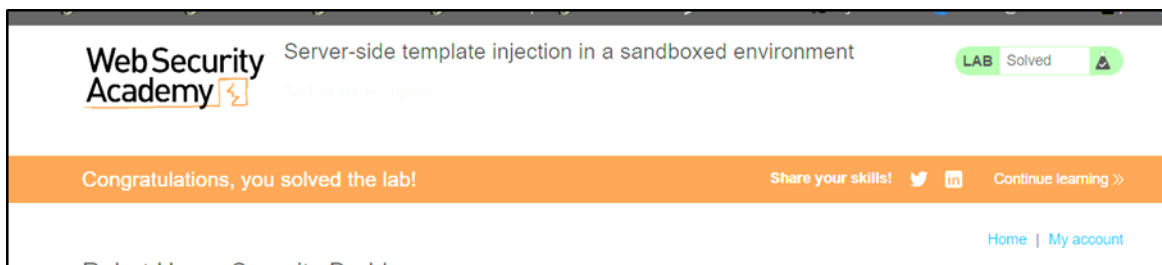 Web Security
Academy
Server-side template injection in a sandboxed environment
LAB Solved
Congratulations, you solved the lab!
Share your skills!
in
Continue learning »
Home | My account